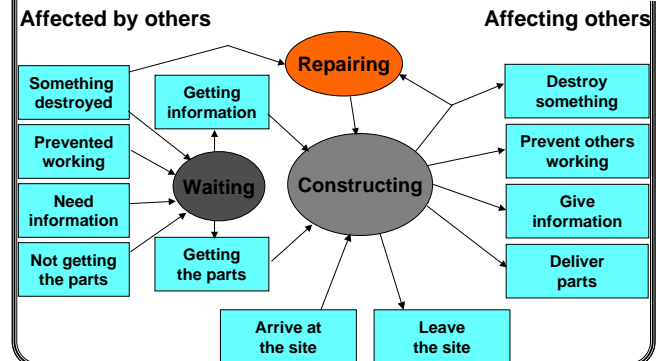 Affected by others
Affecting others
Repairing
Something
destroyed
Getting
information
Destroy
something
Prevented
working
Prevent others
working
Waiting
Constructing
Need
information
Give
information
Not getting
the parts
Getting
the parts
Deliver
parts
Arrive at
the site
Leave
the site